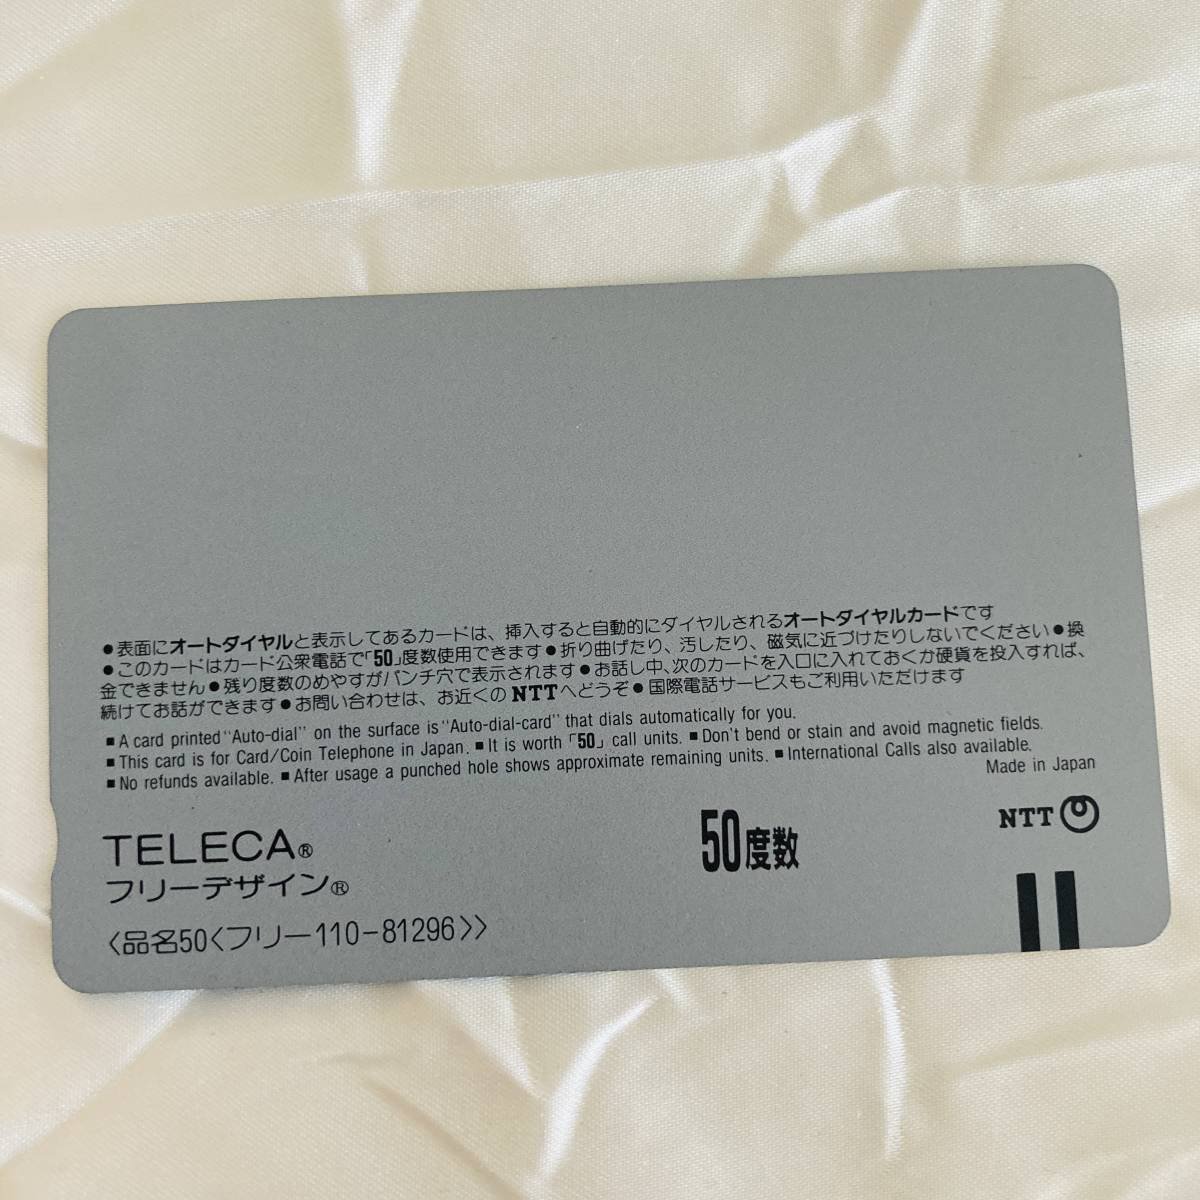 ●表面にオートダイヤルと表示してあるカードは、挿入すると自動的にダイヤルされるオートダイヤルカードです
●このカードはカード公衆電話で「50」度数使用できます●折り曲げたり、汚したり、磁気に近づけたりしないでください●換
金できません●残り度数のめやすがパンチ穴で表示されます●お話し中、次のカードを入口に入れておくか硬貨を投入すれば、
続けてお話ができます●お問い合わせは、お近くのNTTへどうぞ●国際電話サービスもご利用いただけます
■A card printed "Auto-dial" on the surface is "Auto-dial-card" that dials automatically for you.
■This card is for Card/Coin Telephone in Japan. ■It is worth「50」call units. ■Don't bend or stain and avoid magnetic fields.
■No refunds available. ■After usage a punched hole shows approximate remaining units. ■International Calls also available.
Made in Japan
TELECA®
50度数
NTT
フリーデザイン®
〈品名50〈フリー110-81296〉〉